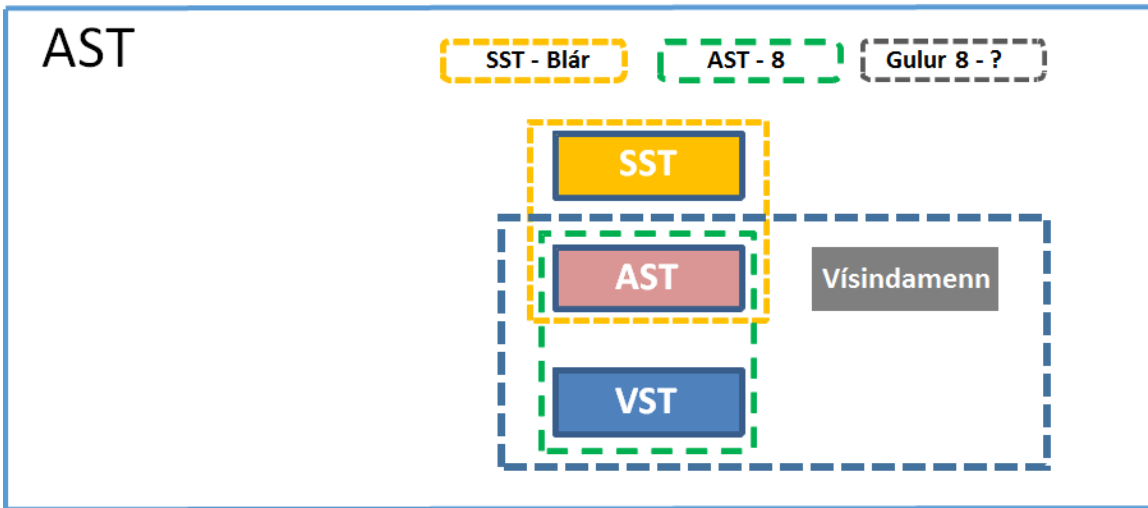 AST
SST - Blár
AST - 8
Gulur 8 - ?
SST
AST
Vísindamenn
VST